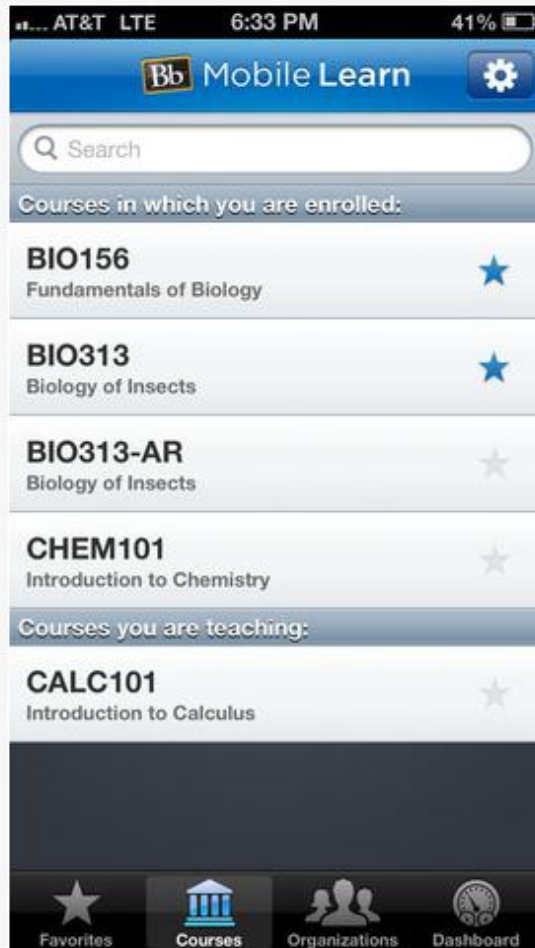 AT&T LTE 6:33 PM 41%
Bb Mobile Learn
Search
Courses in which you are enrolled:
BIO156
Fundamentals of Biology
BIO313
Biology of Insects
BIO313-AR
Biology of Insects
CHEM101
Introduction to Chemistry
Courses you are teaching:
CALC101
Introduction to Calculus
Favorites Courses Organizations Dashboard